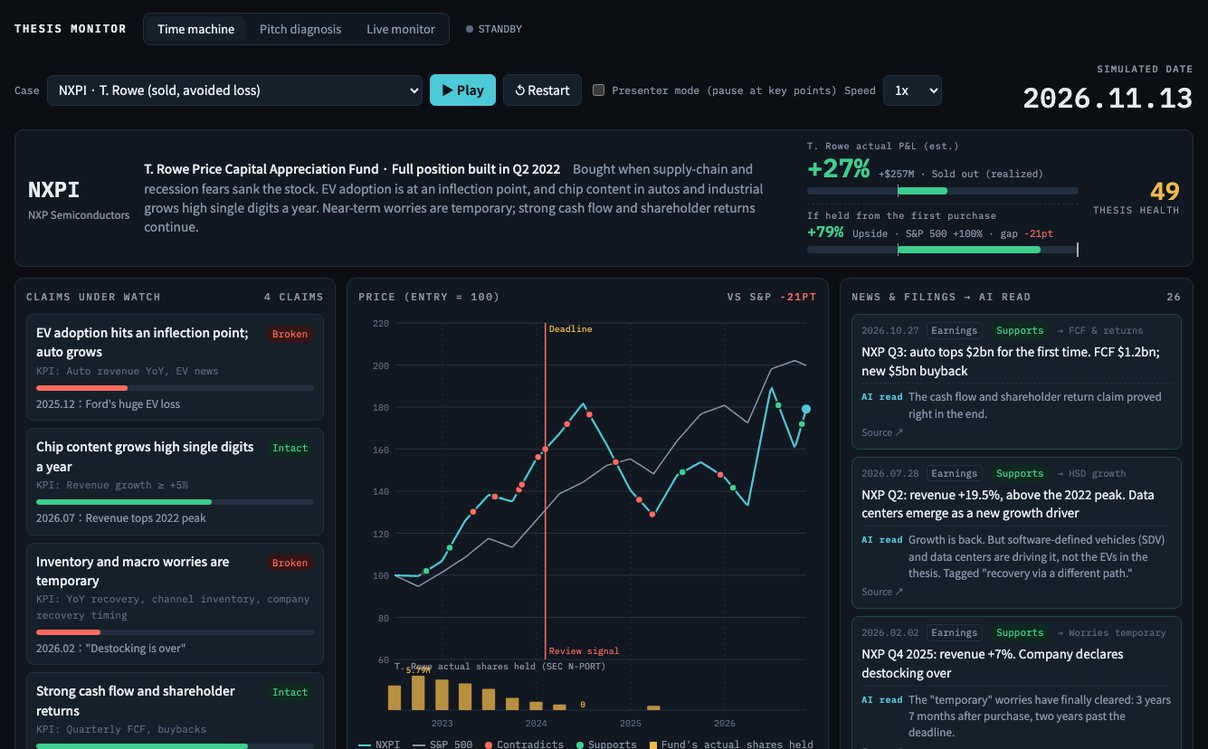 THESIS MONITOR
Time machine
Pitch diagnosis
Live monitor
STANDBY
SIMULATED DATE
2026.11.13
Case
NXPI · T. Rowe (sold, avoided loss)
▶ Play
↺ Restart
Presenter mode (pause at key points)
Speed
1x
NXPI
NXP Semiconductors
T. Rowe Price Capital Appreciation Fund · Full position built in Q2 2022 Bought when supply-chain and
recession fears sank the stock. EV adoption is at an inflection point, and chip content in autos and industrial
grows high single digits a year. Near-term worries are temporary; strong cash flow and shareholder returns
continue.
T. Rowe actual P&L (est.)
+27% +$257M · Sold out (realized)
If held from the first purchase
+79% Upside · S&P 500 +100% · gap -21pt
49
THESIS HEALTH
CLAIMS UNDER WATCH
4 CLAIMS
EV adoption hits an inflection point;
auto grows
Broken
KPI: Auto revenue YoY, EV news
2025.12：Ford's huge EV loss
Chip content grows high single digits
a year
Intact
KPI: Revenue growth ≥ +5%
2026.07：Revenue tops 2022 peak
Inventory and macro worries are
temporary
Broken
KPI: YoY recovery, channel inventory, company
recovery timing
2026.02："Destocking is over"
Strong cash flow and shareholder
returns
Intact
KPI: Quarterly FCF, buybacks
PRICE (ENTRY = 100)
VS S&P -21PT
220
200
180
160
140
120
100
80
60
Deadline
Review signal
T. Rowe actual shares held (SEC N-PORT)
5.79M
0
2023
2024
2025
2026
NXPI
S&P 500
Contradicts
Supports
Fund's actual shares held
NEWS & FILINGS → AI READ
26
2026.10.27 Earnings Supports → FCF & returns
NXP Q3: auto tops $2bn for the first time. FCF $1.2bn;
new $5bn buyback
AI read The cash flow and shareholder return claim proved
right in the end.
Source ↗
2026.07.28 Earnings Supports → HSD growth
NXP Q2: revenue +19.5%, above the 2022 peak. Data
centers emerge as a new growth driver
AI read Growth is back. But software-defined vehicles (SDV)
and data centers are driving it, not the EVs in the
thesis. Tagged "recovery via a different path."
Source ↗
2026.02.02 Earnings Supports → Worries temporary
NXP Q4 2025: revenue +7%. Company declares
destocking over
AI read The "temporary" worries have finally cleared: 3 years
7 months after purchase, two years past the
deadline.